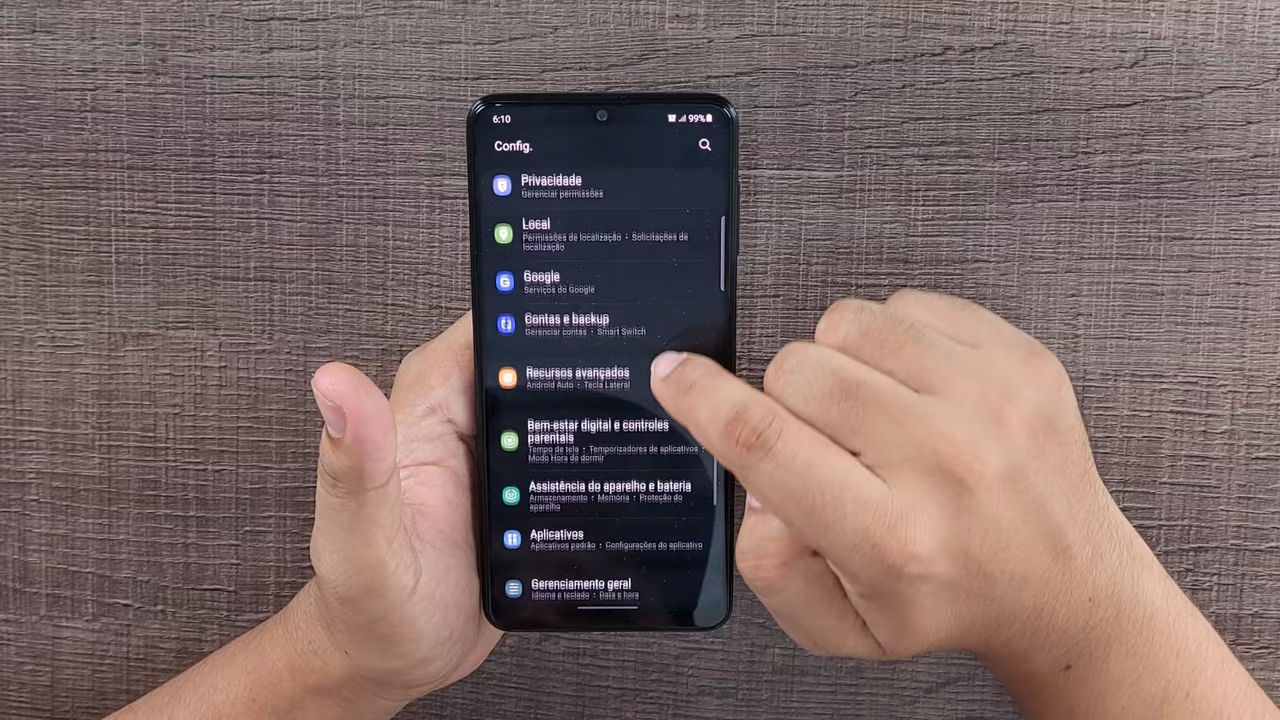 6:10
99%
Config.
Privacidade
Gerenciar permissões
Local
Permissões de localização · Solicitações de
localização
Google
Serviços do Google
Contas e backup
Gerenciar contas · Smart Switch
Recursos avançados
Android Auto · Tecla Lateral
Bem-estar digital e controles
parentais
Tempo de tela · Temporizadores de aplicativos ·
Modo Hora de dormir
Assistência do aparelho e bateria
Armazenamento · Memória · Proteção do
aparelho
Aplicativos
Aplicativos padrão · Configurações do aplicativo
Gerenciamento geral
Idioma e teclado · Data e hora